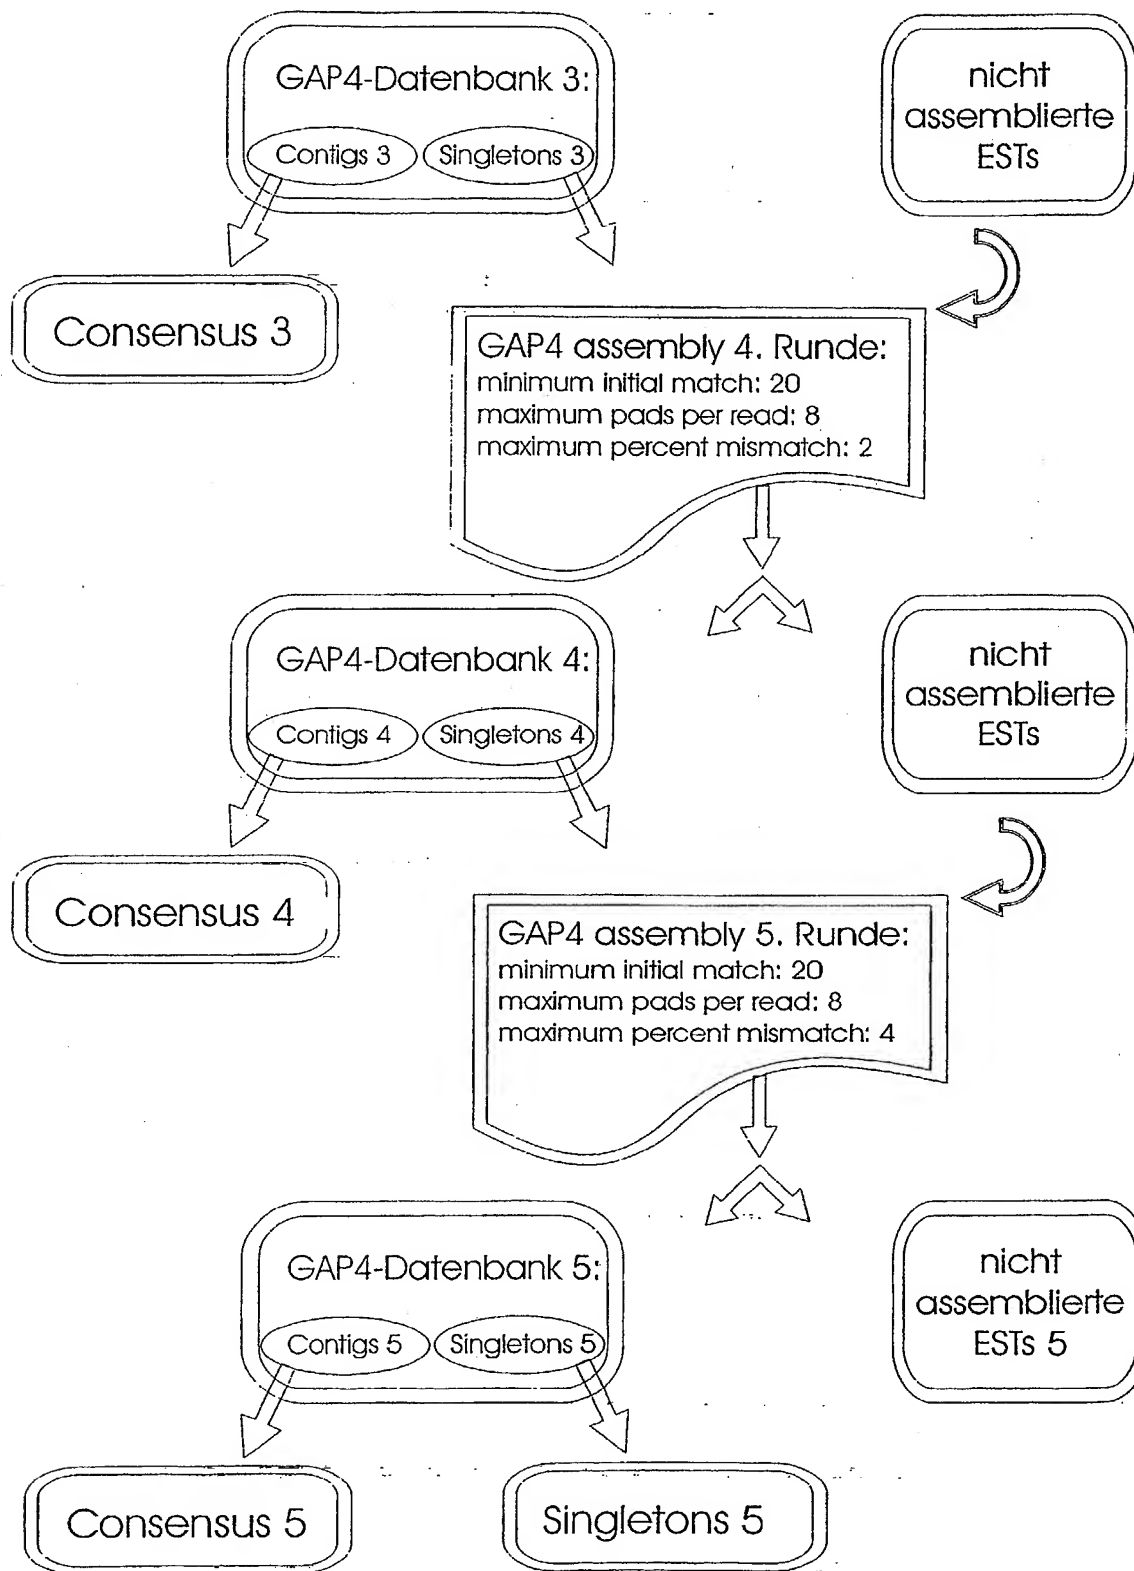 GAP4-Datenbank 3:
Contigs 3
Singletons 3
nicht
assemblierte
ESTs
Consensus 3
GAP4 assembly 4. Runde:
minimum initial match: 20
maximum pads per read: 8
maximum percent mismatch: 2
GAP4-Datenbank 4:
Contigs 4
Singletons 4
nicht
assemblierte
ESTs
Consensus 4
GAP4 assembly 5. Runde:
minimum initial match: 20
maximum pads per read: 8
maximum percent mismatch: 4
GAP4-Datenbank 5:
Contigs 5
Singletons 5
nicht
assemblierte
ESTs 5
Consensus 5
Singletons 5